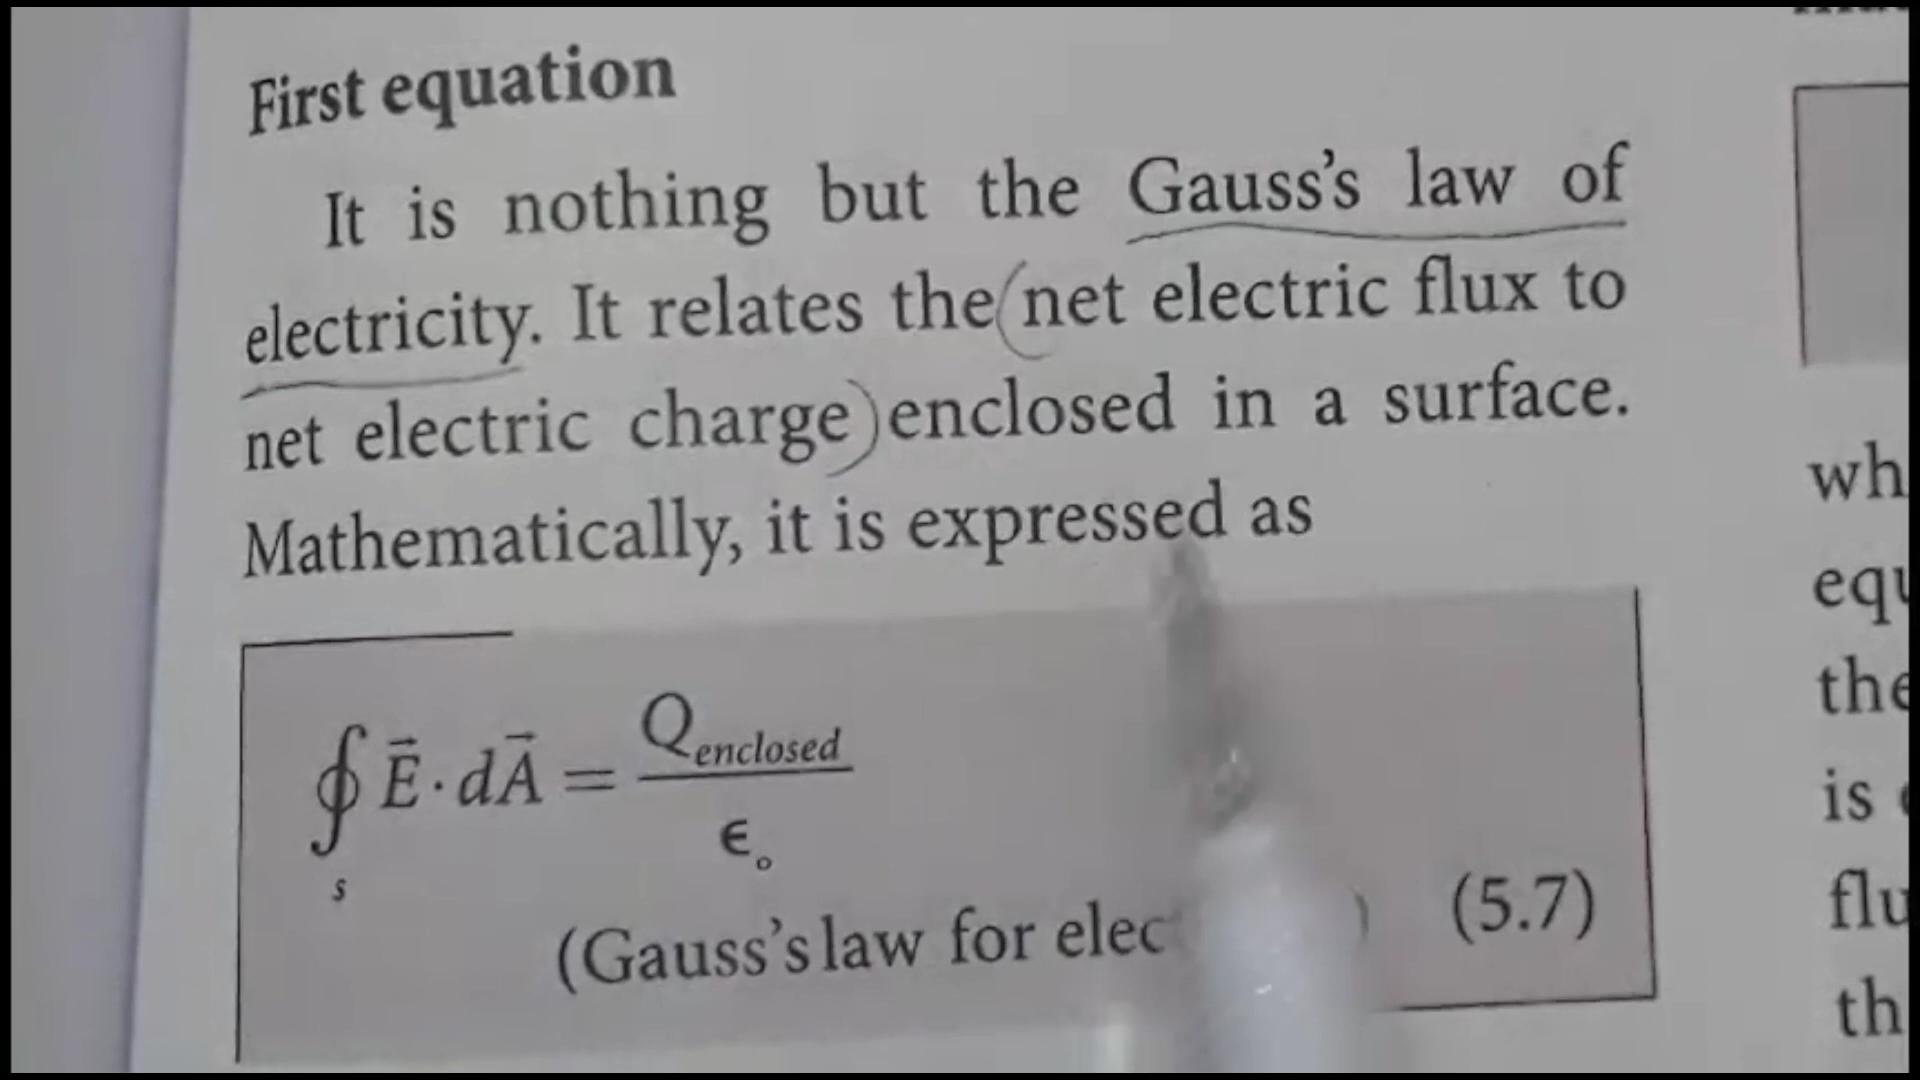 First equation
It is nothing but the Gauss's law of
electricity. It relates the (net electric flux to
net electric charge) enclosed in a surface.
Mathematically, it is expressed as
∮ₛ E⃗ · dA⃗ = Q_enclosed / ϵ₀
(Gauss's law for elec ) (5.7)
wh
equ
the
is
flu
th